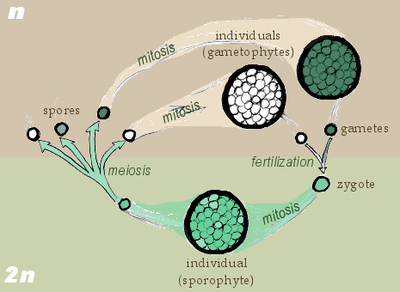 n
individuals
(gametophytes)
mitosis
mitosis
spores
gametes
fertilization
meiosis
zygote
mitosis
individual
(sporophyte)
2n